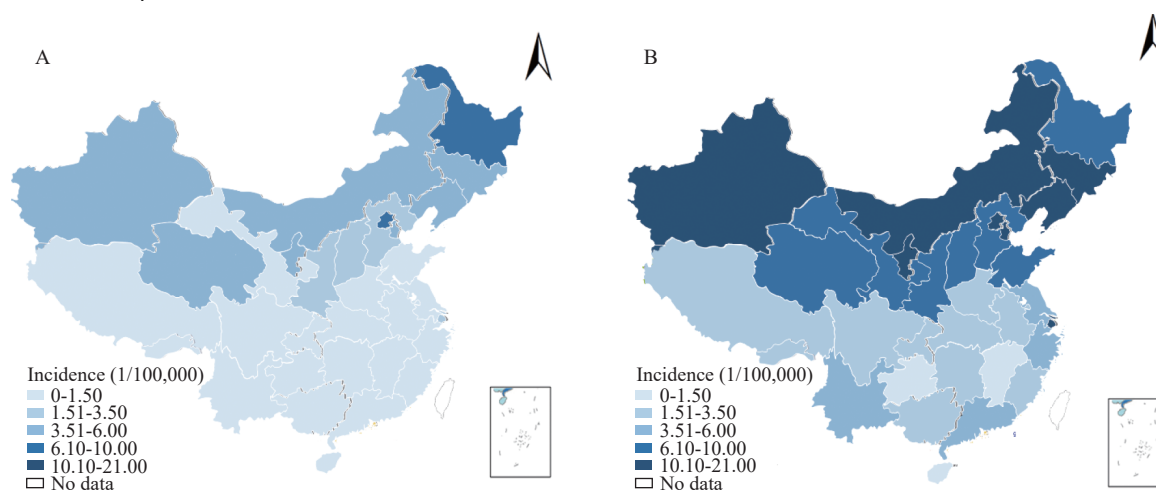 A
Incidence (1/100,000)
0-1.50
1.51-3.50
3.51-6.00
6.10-10.00
10.10-21.00
No data
B
Incidence (1/100,000)
0-1.50
1.51-3.50
3.51-6.00
6.10-10.00
10.10-21.00
No data